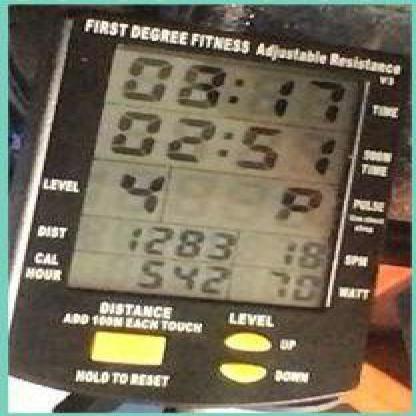 FIRST DEGREE FITNESS Adjustable Resistance
V3
08:17 TIME
02:51 500M TIME
LEVEL 4 P PULSE
DIST 1283 18 SPM
CAL HOUR 542 70 WATT
DISTANCE
ADD 100M EACH TOUCH
LEVEL
UP
HOLD TO RESET
DOWN